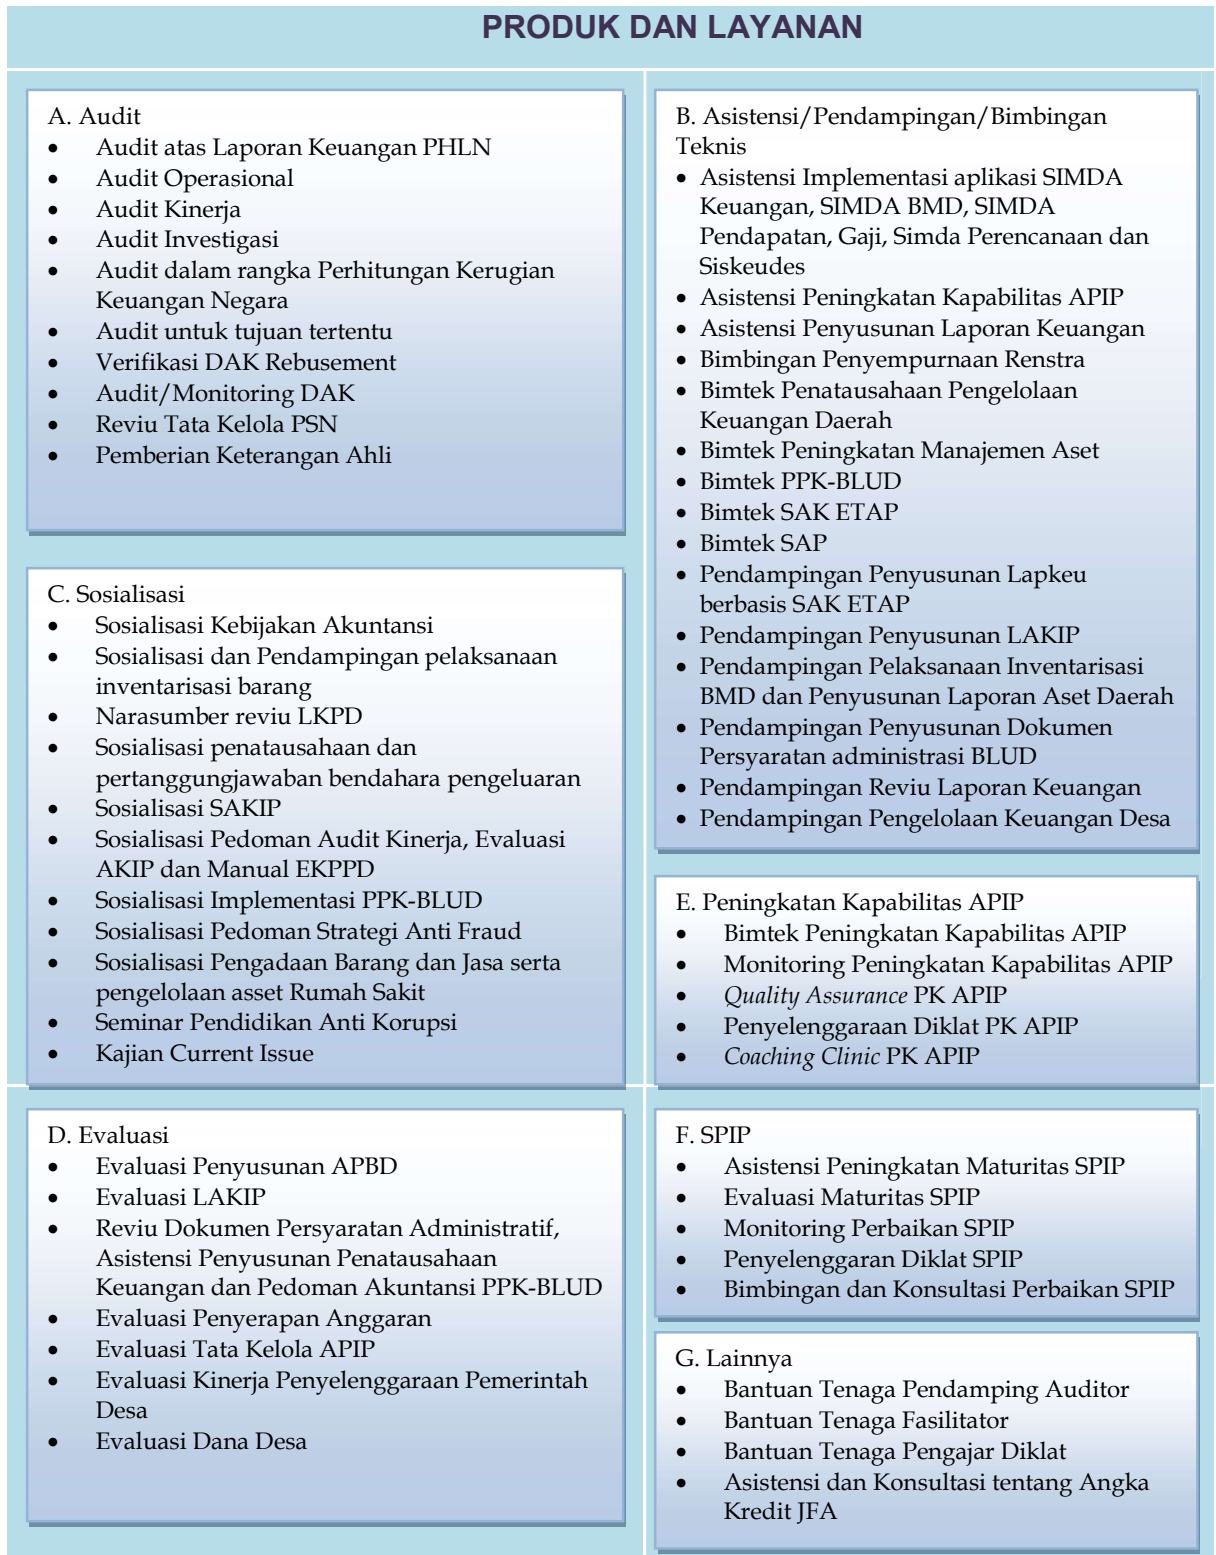 PRODUK DAN LAYANAN
A. Audit
• Audit atas Laporan Keuangan PHLN
• Audit Operasional
• Audit Kinerja
• Audit Investigasi
• Audit dalam rangka Perhitungan Kerugian
Keuangan Negara
• Audit untuk tujuan tertentu
• Verifikasi DAK Rebusement
• Audit/Monitoring DAK
• Reviu Tata Kelola PSN
• Pemberian Keterangan Ahli
B. Asistensi/Pendampingan/Bimbingan
Teknis
• Asistensi Implementasi aplikasi SIMDA
Keuangan, SIMDA BMD, SIMDA
Pendapatan, Gaji, Simda Perencanaan dan
Siskeudes
• Asistensi Peningkatan Kapabilitas APIP
• Asistensi Penyusunan Laporan Keuangan
• Bimbingan Penyempurnaan Renstra
• Bimtek Penatausahaan Pengelolaan
Keuangan Daerah
• Bimtek Peningkatan Manajemen Aset
• Bimtek PPK-BLUD
• Bimtek SAK ETAP
• Bimtek SAP
• Pendampingan Penyusunan Lapkeu
berbasis SAK ETAP
• Pendampingan Penyusunan LAKIP
• Pendampingan Pelaksanaan Inventarisasi
BMD dan Penyusunan Laporan Aset Daerah
• Pendampingan Penyusunan Dokumen
Persyaratan administrasi BLUD
• Pendampingan Reviu Laporan Keuangan
• Pendampingan Pengelolaan Keuangan Desa
C. Sosialisasi
• Sosialisasi Kebijakan Akuntansi
• Sosialisasi dan Pendampingan pelaksanaan
inventarisasi barang
• Narasumber reviu LKPD
• Sosialisasi penatausahaan dan
pertanggungjawaban bendahara pengeluaran
• Sosialisasi SAKIP
• Sosialisasi Pedoman Audit Kinerja, Evaluasi
AKIP dan Manual EKPPD
• Sosialisasi Implementasi PPK-BLUD
• Sosialisasi Pedoman Strategi Anti Fraud
• Sosialisasi Pengadaan Barang dan Jasa serta
pengelolaan asset Rumah Sakit
• Seminar Pendidikan Anti Korupsi
• Kajian Current Issue
E. Peningkatan Kapabilitas APIP
• Bimtek Peningkatan Kapabilitas APIP
• Monitoring Peningkatan Kapabilitas APIP
• Quality Assurance PK APIP
• Penyelenggaraan Diklat PK APIP
• Coaching Clinic PK APIP
D. Evaluasi
• Evaluasi Penyusunan APBD
• Evaluasi LAKIP
• Reviu Dokumen Persyaratan Administratif,
Asistensi Penyusunan Penatausahaan
Keuangan dan Pedoman Akuntansi PPK-BLUD
• Evaluasi Penyerapan Anggaran
• Evaluasi Tata Kelola APIP
• Evaluasi Kinerja Penyelenggaraan Pemerintah
Desa
• Evaluasi Dana Desa
F. SPIP
• Asistensi Peningkatan Maturitas SPIP
• Evaluasi Maturitas SPIP
• Monitoring Perbaikan SPIP
• Penyelenggaran Diklat SPIP
• Bimbingan dan Konsultasi Perbaikan SPIP
G. Lainnya
• Bantuan Tenaga Pendamping Auditor
• Bantuan Tenaga Fasilitator
• Bantuan Tenaga Pengajar Diklat
• Asistensi dan Konsultasi tentang Angka
Kredit JFA